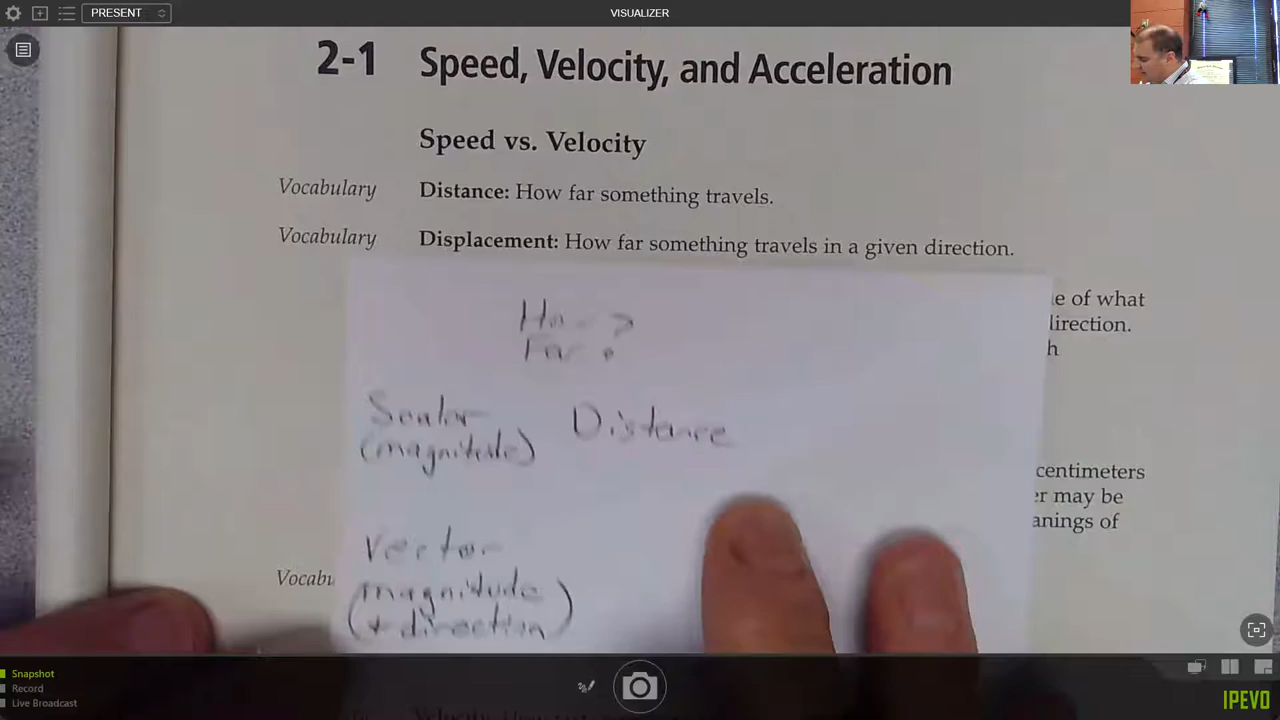 PRESENT
VISUALIZER
2-1 Speed, Velocity, and Acceleration
Speed vs. Velocity
Vocabulary Distance: How far something travels.
Vocabulary Displacement: How far something travels in a given direction.
e of what
direction.
h
How ?
Far
Scalar Distance
(magnitude)
centimeters
er may be
anings of
Vector
Vocabu
(magnitude
+ direction)
Snapshot
Record
Live Broadcast
IPEVO